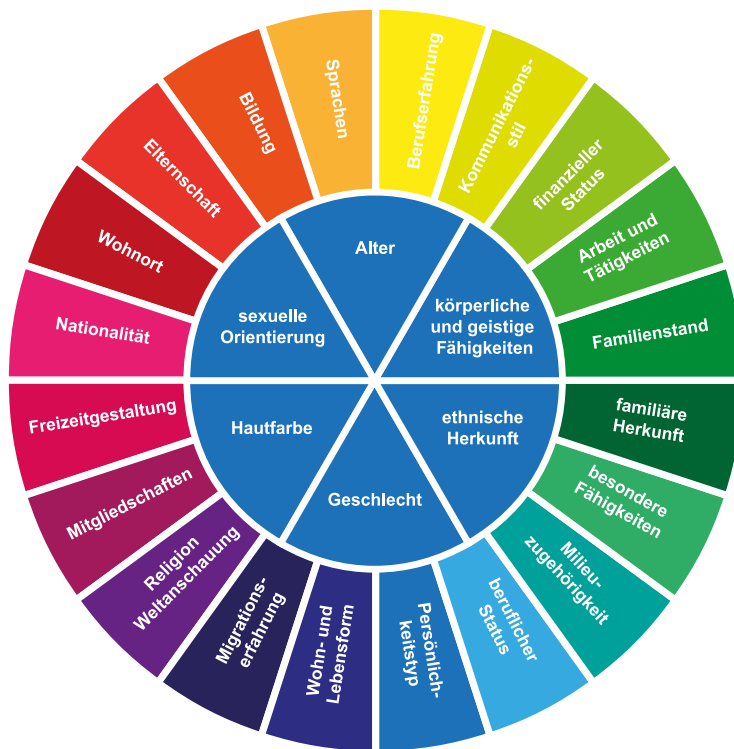 Berufserfahrung
Kommunikations-
stil
finanzieller
Status
Arbeit und
Tätigkeiten
Familienstand
familiäre
Herkunft
besondere
Fähigkeiten
Milieu-
zugehörigkeit
beruflicher
Status
Persönlich-
keitstyp
Wohn- und
Lebensform
Migrations-
erfahrung
Religion
Weltanschauung
Mitgliedschaften
Freizeitgestaltung
Nationalität
Wohnort
Elternschaft
Bildung
Sprachen
Alter
körperliche
und geistige
Fähigkeiten
ethnische
Herkunft
Geschlecht
Hautfarbe
sexuelle
Orientierung